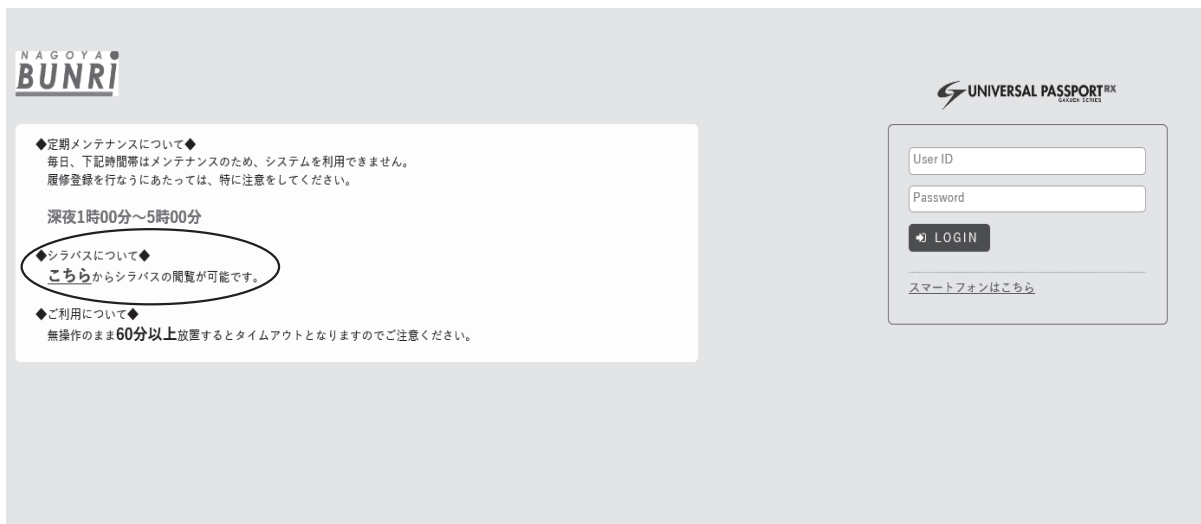 NAGOYA
BUNRI
◆定期メンテナンスについて◆
毎日、下記時間帯はメンテナンスのため、システムを利用できません。
履修登録を行なうにあたっては、特に注意をしてください。
深夜1時00分～5時00分
◆シラバスについて◆
こちらからシラバスの閲覧が可能です。
◆ご利用について◆
無操作のまま60分以上放置するとタイムアウトとなりますのでご注意ください。
UNIVERSAL PASSPORT RX
GAKUEN SERIES
User ID
Password
LOGIN
スマートフォンはこちら